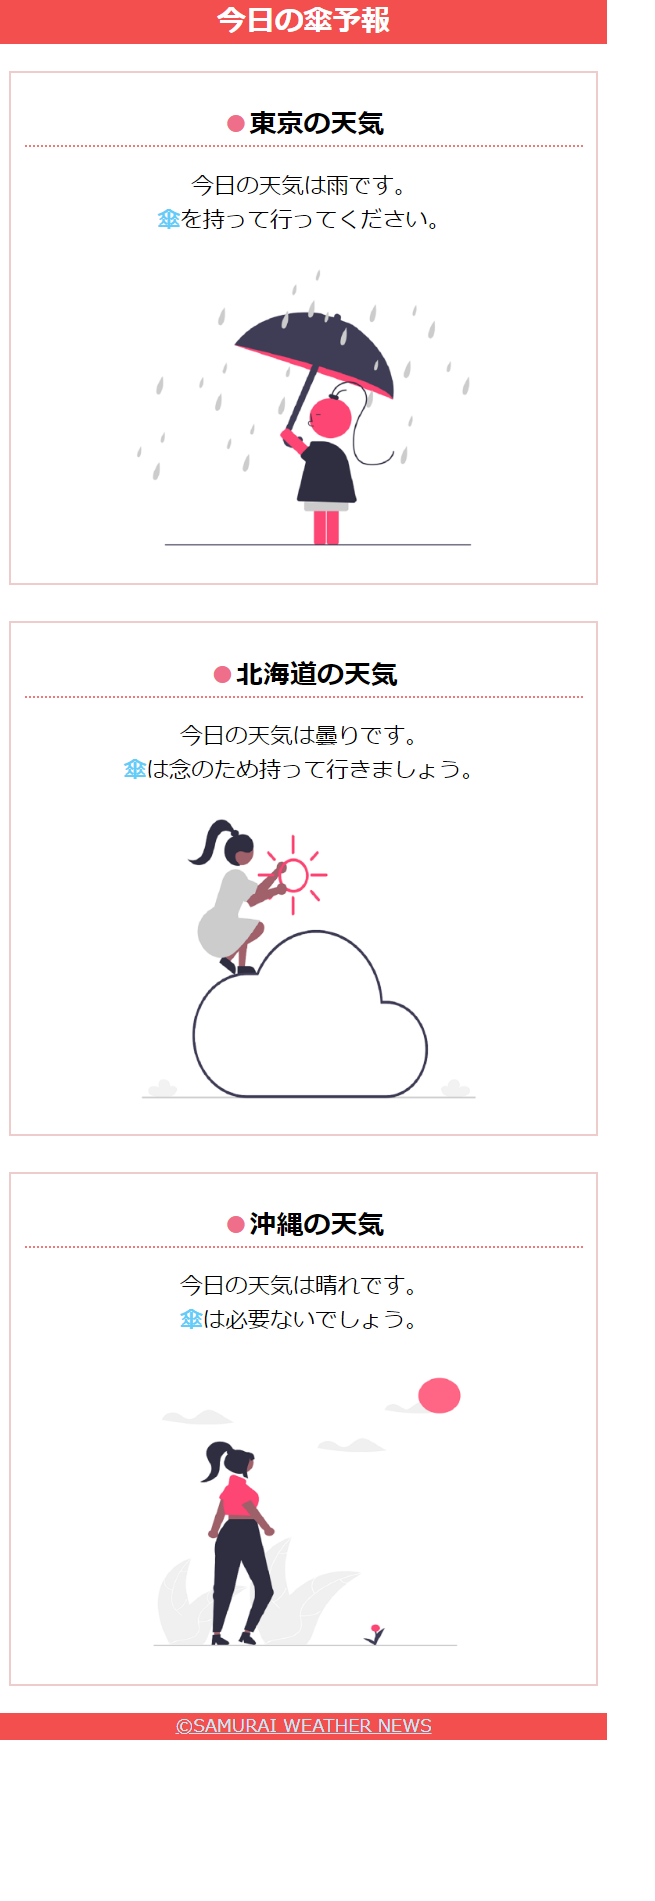 今日の傘予報
●東京の天気
今日の天気は雨です。
傘を持って行ってください。
●北海道の天気
今日の天気は曇りです。
傘は念のため持って行きましょう。
●沖縄の天気
今日の天気は晴れです。
傘は必要ないでしょう。
©SAMURAI WEATHER NEWS